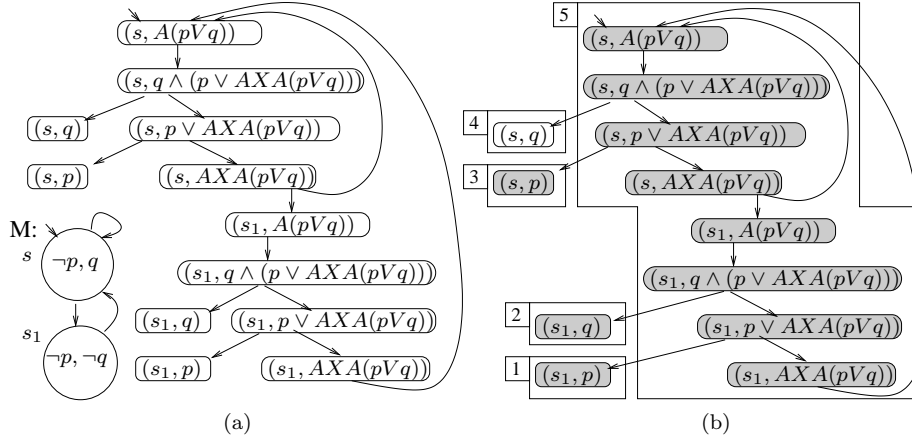 (s, A(pVq))
(s, q ∧ (p ∨ AXA(pVq)))
(s, q)
(s, p ∨ AXA(pVq))
(s, p)
(s, AXA(pVq))
(s₁, A(pVq))
(s₁, q ∧ (p ∨ AXA(pVq)))
(s₁, q)
(s₁, p ∨ AXA(pVq))
(s₁, p)
(s₁, AXA(pVq))
M:
s
¬p, q
s₁
¬p, ¬q
(a)
5
(s, A(pVq))
(s, q ∧ (p ∨ AXA(pVq)))
4
(s, q)
(s, p ∨ AXA(pVq))
3
(s, p)
(s, AXA(pVq))
(s₁, A(pVq))
(s₁, q ∧ (p ∨ AXA(pVq)))
2
(s₁, q)
(s₁, p ∨ AXA(pVq))
1
(s₁, p)
(s₁, AXA(pVq))
(b)